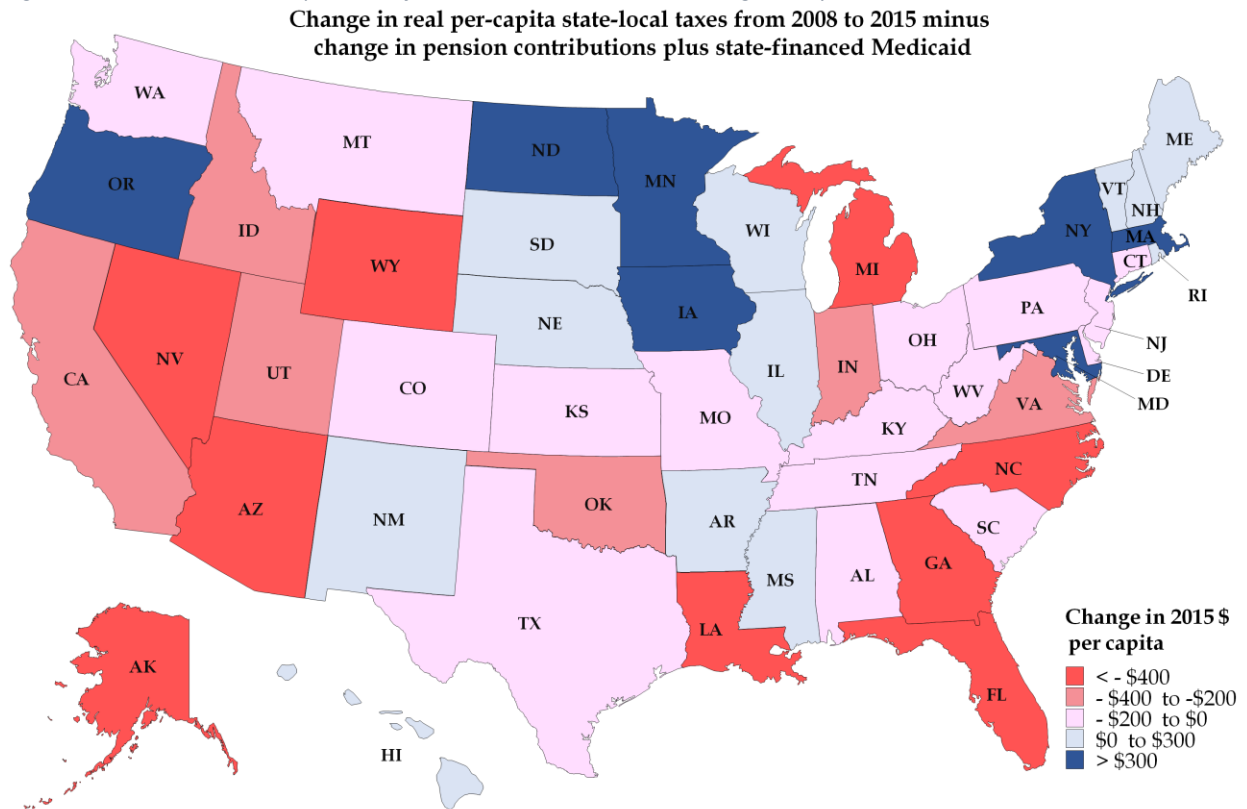 Change in real per-capita state-local taxes from 2008 to 2015 minus
change in pension contributions plus state-financed Medicaid
WA
MT
ND
MN
ME
OR
VT
NH
ID
SD
WI
NY
MA
WY
MI
CT
RI
IA
PA
NE
NV
OH
NJ
UT
IL
IN
DE
CA
CO
WV
MD
KS
MO
VA
KY
NC
TN
AZ
OK
NM
AR
SC
MS
AL
GA
TX
LA
AK
FL
HI
Change in 2015 $
per capita
< - $400
- $400 to -$200
- $200 to $0
$0 to $300
> $300